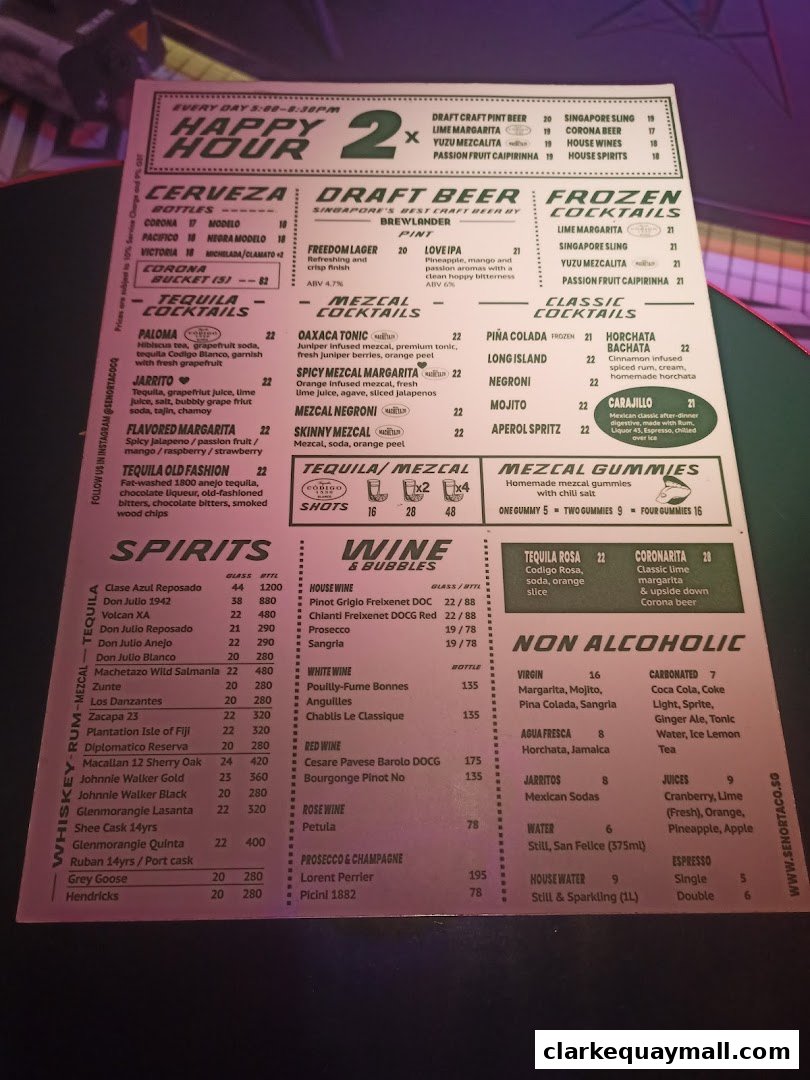 EVERY DAY 5:00-8:30PM
HAPPY
HOUR
2x
DRAFT CRAFT PINT BEER 20
LIME MARGARITA 19
YUZU MEZCALITA 19
PASSION FRUIT CAIPIRINHA 19
SINGAPORE SLING 19
CORONA BEER 17
HOUSE WINES 18
HOUSE SPIRITS 18
Prices are subject to 10% Service Charge and 9% GST
FOLLOW US IN INSTAGRAM @SENORTACOCQ
CERVEZA
BOTTLES
CORONA 17 MODELO 18
PACIFICO 18 NEGRA MODELO 18
VICTORIA 18 MICHELADA/CLAMATO +2
CORONA
BUCKET (5) -- 82
DRAFT BEER
SINGAPORE'S BEST CRAFT BEER BY
BREWLANDER
PINT
FREEDOM LAGER 20
Refreshing and
crisp finish
ABV 4.7%
LOVE IPA 21
Pineapple, mango and
passion aromas with a
clean hoppy bitterness
ABV 6%
FROZEN
COCKTAILS
LIME MARGARITA 21
SINGAPORE SLING 21
YUZU MEZCALITA 21
PASSION FRUIT CAIPIRINHA 21
TEQUILA
COCKTAILS
PALOMA CÓDIGO 22
Hibiscus tea, grapefruit soda,
tequila Codigo Blanco, garnish
with fresh grapefruit
JARRITO 22
Tequila, grapefriut juice, lime
juice, salt, bubbly grape friut
soda, tajin, chamoy
FLAVORED MARGARITA 22
Spicy Jalapeno / passion fruit /
mango / raspberry / strawberry
TEQUILA OLD FASHION 22
Fat-washed 1800 anejo tequila,
chocolate liqueur, old-fashioned
bitters, chocolate bitters, smoked
wood chips
MEZCAL
COCKTAILS
OAXACA TONIC MACHETAZO 22
Juniper infused mezcal, premium tonic,
fresh juniper berries, orange peel
SPICY MEZCAL MARGARITA MACHETAZO 22
Orange infused mezcal, fresh
lime juice, agave, sliced jalapenos
MEZCAL NEGRONI MACHETAZO 22
SKINNY MEZCAL MACHETAZO 22
Mezcal, soda, orange peel
CLASSIC
COCKTAILS
PIÑA COLADA FROZEN 21
LONG ISLAND 22
NEGRONI 22
MOJITO 22
APEROL SPRITZ 22
HORCHATA
BACHATA 22
Cinnamon infused
spiced rum, cream,
homemade horchata
CARAJILLO 21
Mexican classic after-dinner
digestive, made with Rum,
Liquor 43, Espresso, chilled
over ice
TEQUILA/ MEZCAL
CÓDIGO
1530
SHOTS
x2 x4
16 28 48
MEZCAL GUMMIES
Homemade mezcal gummies
with chili salt
ONE GUMMY 5 ▪ TWO GUMMIES 9 ▪ FOUR GUMMIES 16
SPIRITS
GLASS BTTL
WHISKEY - RUM - MEZCAL - TEQUILA
Clase Azul Reposado 44 1200
Don Julio 1942 38 880
Volcan XA 22 480
Don Julio Reposado 21 290
Don Julio Anejo 22 290
Don Julio Blanco 20 280
Machetazo Wild Salmania 22 480
Zunte 20 280
Los Danzantes 20 280
Zacapa 23 22 320
Plantation Isle of Fiji 22 320
Diplomatico Reserva 20 280
Macallan 12 Sherry Oak 24 420
Johnnie Walker Gold 23 360
Johnnie Walker Black 20 280
Glenmorangie Lasanta 22 320
Shee Cask 14yrs
Glenmorangie Quinta 22 400
Ruban 14yrs / Port cask
Grey Goose 20 280
Hendricks 20 280
WINE
& BUBBLES
HOUSE WINE GLASS / BTTL
Pinot Grigio Freixenet DOC 22 / 88
Chianti Freixenet DOCG Red 22 / 88
Prosecco 19 / 78
Sangria 19 / 78
WHITE WINE BOTTLE
Pouilly-Fume Bonnes 135
Anguilles
Chablis Le Classique 135
RED WINE
Cesare Pavese Barolo DOCG 175
Bourgonge Pinot No 135
ROSE WINE
Petula 78
PROSECCO & CHAMPAGNE
Lorent Perrier 195
Picini 1882 78
TEQUILA ROSA 22
Codigo Rosa,
soda, orange
slice
CORONARITA 28
Classic lime
margarita
& upside down
Corona beer
NON ALCOHOLIC
VIRGIN 16
Margarita, Mojito,
Pina Colada, Sangria
AGUA FRESCA 8
Horchata, Jamaica
JARRITOS 8
Mexican Sodas
WATER 6
Still, San Felice (375ml)
HOUSE WATER 9
Still & Sparkling (1L)
CARBONATED 7
Coca Cola, Coke
Light, Sprite,
Ginger Ale, Tonic
Water, Ice Lemon
Tea
JUICES 9
Cranberry, Lime
(Fresh), Orange,
Pineapple, Apple
ESPRESSO
Single 5
Double 6
WWW.SENORTACO.SG
clarkequaymall.com